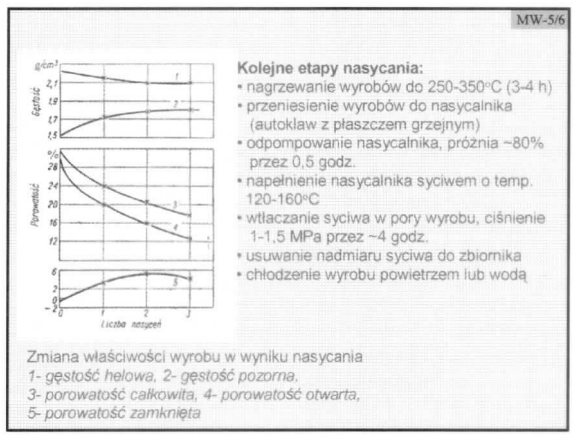 MW-5/6
Kolejne etapy nasycania:
• nagrzewanie wyrobów do 250-350°C (3-4 h)
• przeniesienie wyrobów do nasycalnika
(autoklaw z płaszczem grzejnym)
• odpompowanie nasycalnika, próżnia ~80%
przez 0,5 godz.
• napełnienie nasycalnika syciwem o temp.
120-160°C
• wtłaczanie syciwa w pory wyrobu, ciśnienie
1-1,5 MPa przez ~4 godz.
• usuwanie nadmiaru syciwa do zbiornika
• chłodzenie wyrobu powietrzem lub wodą
g/cm³
2,1
1,9
1,7
1,5
Gęstość
1
2
%
28
24
20
16
12
Porowatość
3
4
6
2
0
-2
5
0 1 2 3
Liczba nasyceń
Zmiana właściwości wyrobu w wyniku nasycania
1- gęstość helowa, 2- gęstość pozorna,
3- porowatość całkowita, 4- porowatość otwarta,
5- porowatość zamknięta